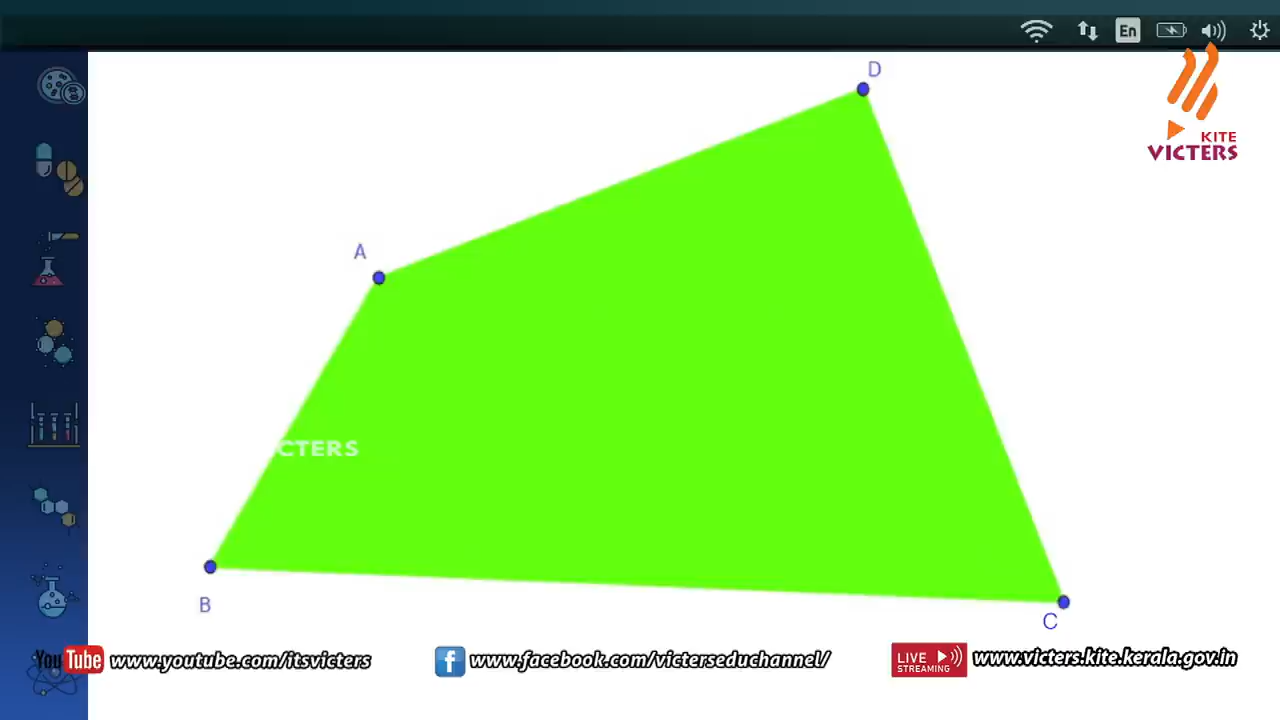 En
D
KITE
VICTERS
A
ICTERS
B
C
YouTube www.youtube.com/itsvicters
f www.facebook.com/victerseduchannel/
LIVE
STREAMING
www.victers.kite.kerala.gov.in